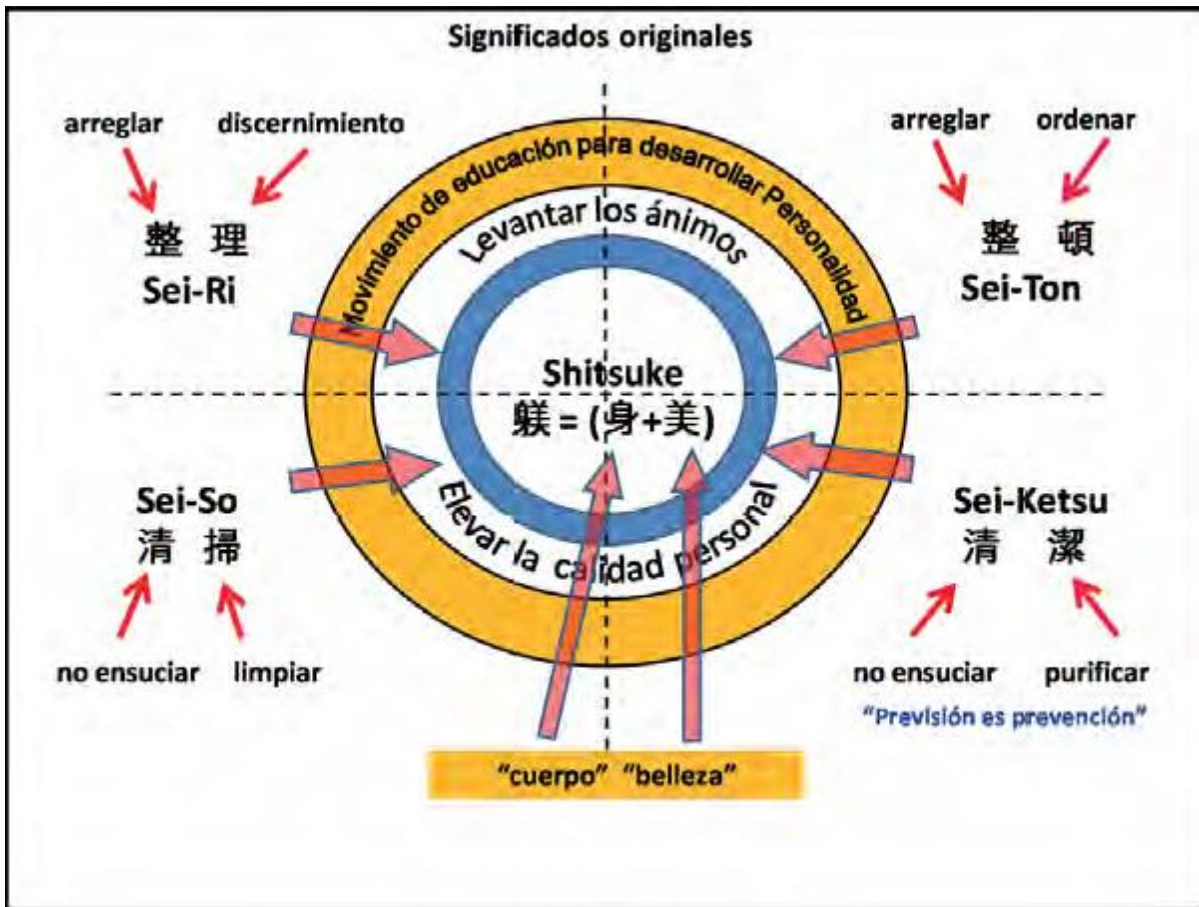 Significados originales
arreglar discernimiento
整 理
Sei-Ri
arreglar ordenar
整 頓
Sei-Ton
Movimiento de educación para desarrollar Personalidad
Levantar los ánimos
Shitsuke
躾 = (身+美)
Elevar la calidad personal
Sei-So
清 掃
no ensuciar limpiar
Sei-Ketsu
清 潔
no ensuciar purificar
“Previsión es prevención”
“cuerpo” “belleza”